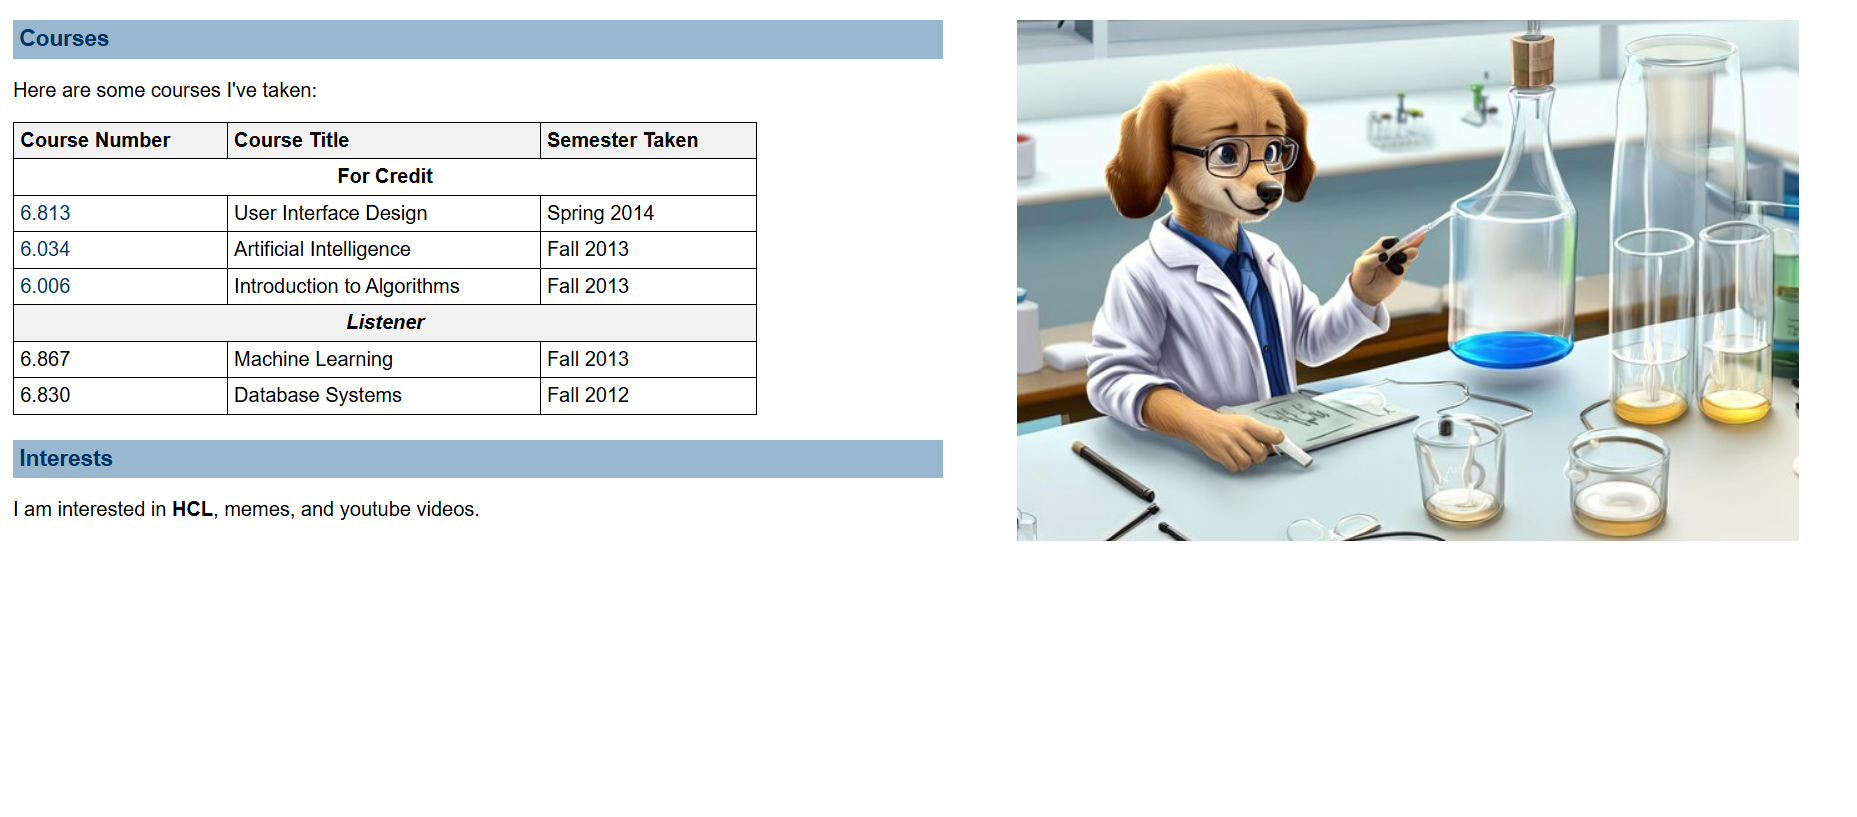 Courses
Here are some courses I've taken:
Course Number Course Title Semester Taken
For Credit
6.813 User Interface Design Spring 2014
6.034 Artificial Intelligence Fall 2013
6.006 Introduction to Algorithms Fall 2013
Listener
6.867 Machine Learning Fall 2013
6.830 Database Systems Fall 2012
Interests
I am interested in HCL, memes, and youtube videos.